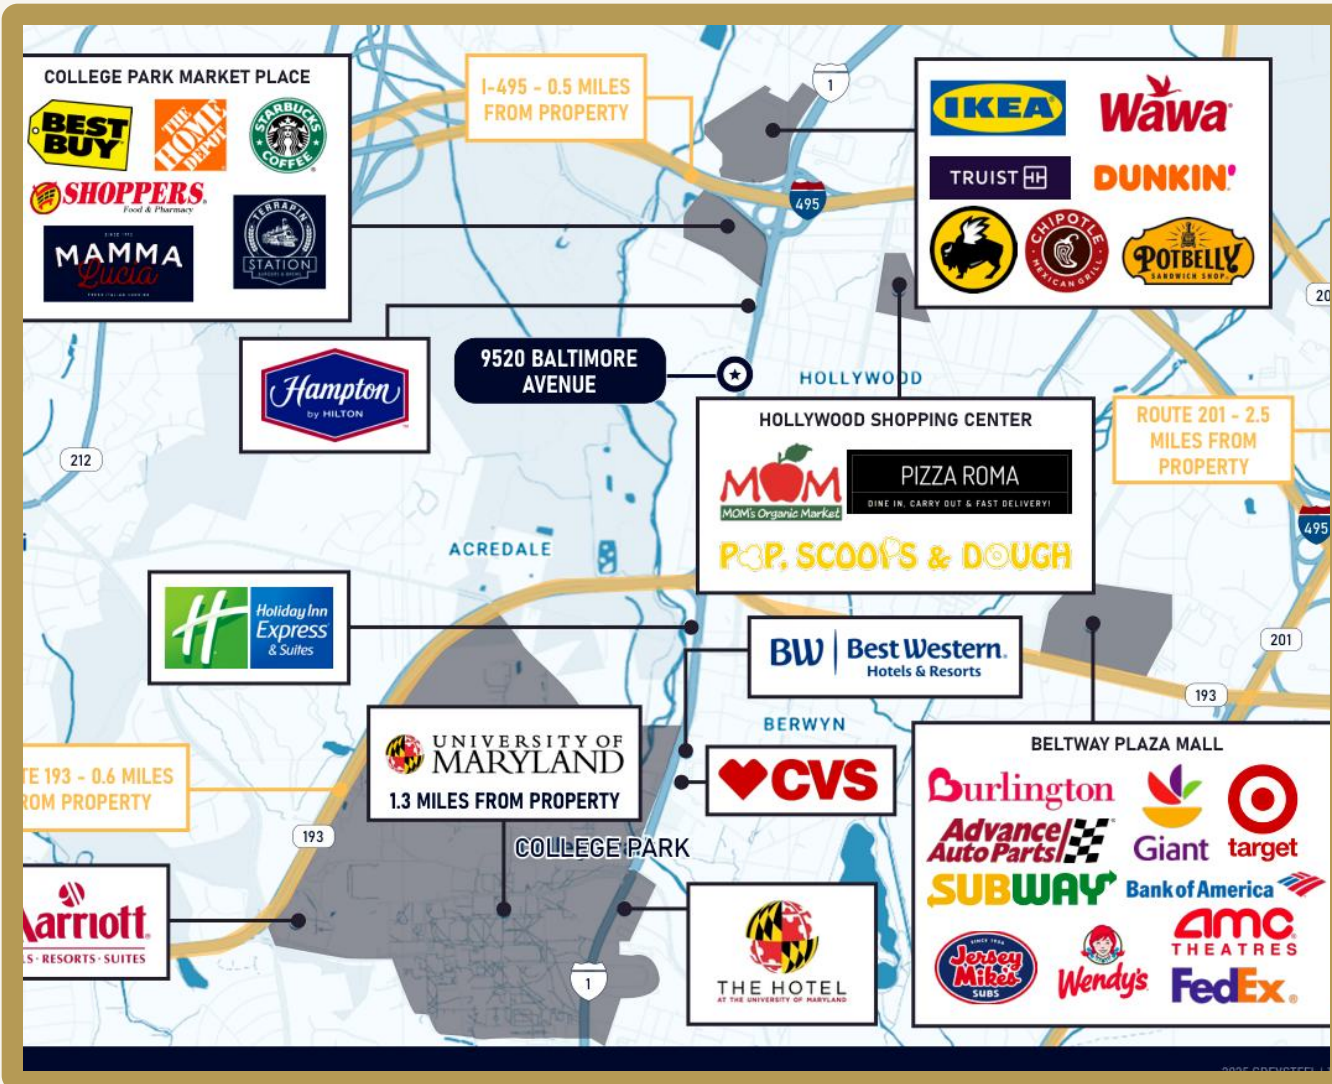 COLLEGE PARK MARKET PLACE
BEST
BUY
THE
HOME
DEPOT
STARBUCKS
COFFEE
SHOPPERS
Food & Pharmacy
MAMMA
Lucia
TERRAPIN
STATION
I-495 - 0.5 MILES
FROM PROPERTY
1
495
IKEA
Wawa
TRUIST
DUNKIN'
CHIPOTLE
MEXICAN GRILL
POTBELLY
SANDWICH SHOP
20
Hampton
by HILTON
9520 BALTIMORE
AVENUE
HOLLYWOOD
HOLLYWOOD SHOPPING CENTER
MOM
MOM's Organic Market
PIZZA ROMA
DINE IN, CARRY OUT & FAST DELIVERY!
POP, SCOOPS & DOUGH
ROUTE 201 - 2.5
MILES FROM
PROPERTY
212
495
ACREDALE
Holiday Inn
Express
& Suites
BW Best Western.
Hotels & Resorts
201
193
BERWYN
UNIVERSITY OF
MARYLAND
1.3 MILES FROM PROPERTY
CVS
TE 193 - 0.6 MILES
ROM PROPERTY
193
COLLEGE PARK
arriott
LS · RESORTS · SUITES
1
THE HOTEL
AT THE UNIVERSITY OF MARYLAND
BELTWAY PLAZA MALL
Burlington
Giant
target
Advance
Auto Parts
SUBWAY
Bank of America
SINCE 1956
Jersey
Mike's
SUBS
Wendy's
amc
THEATRES
FedEx